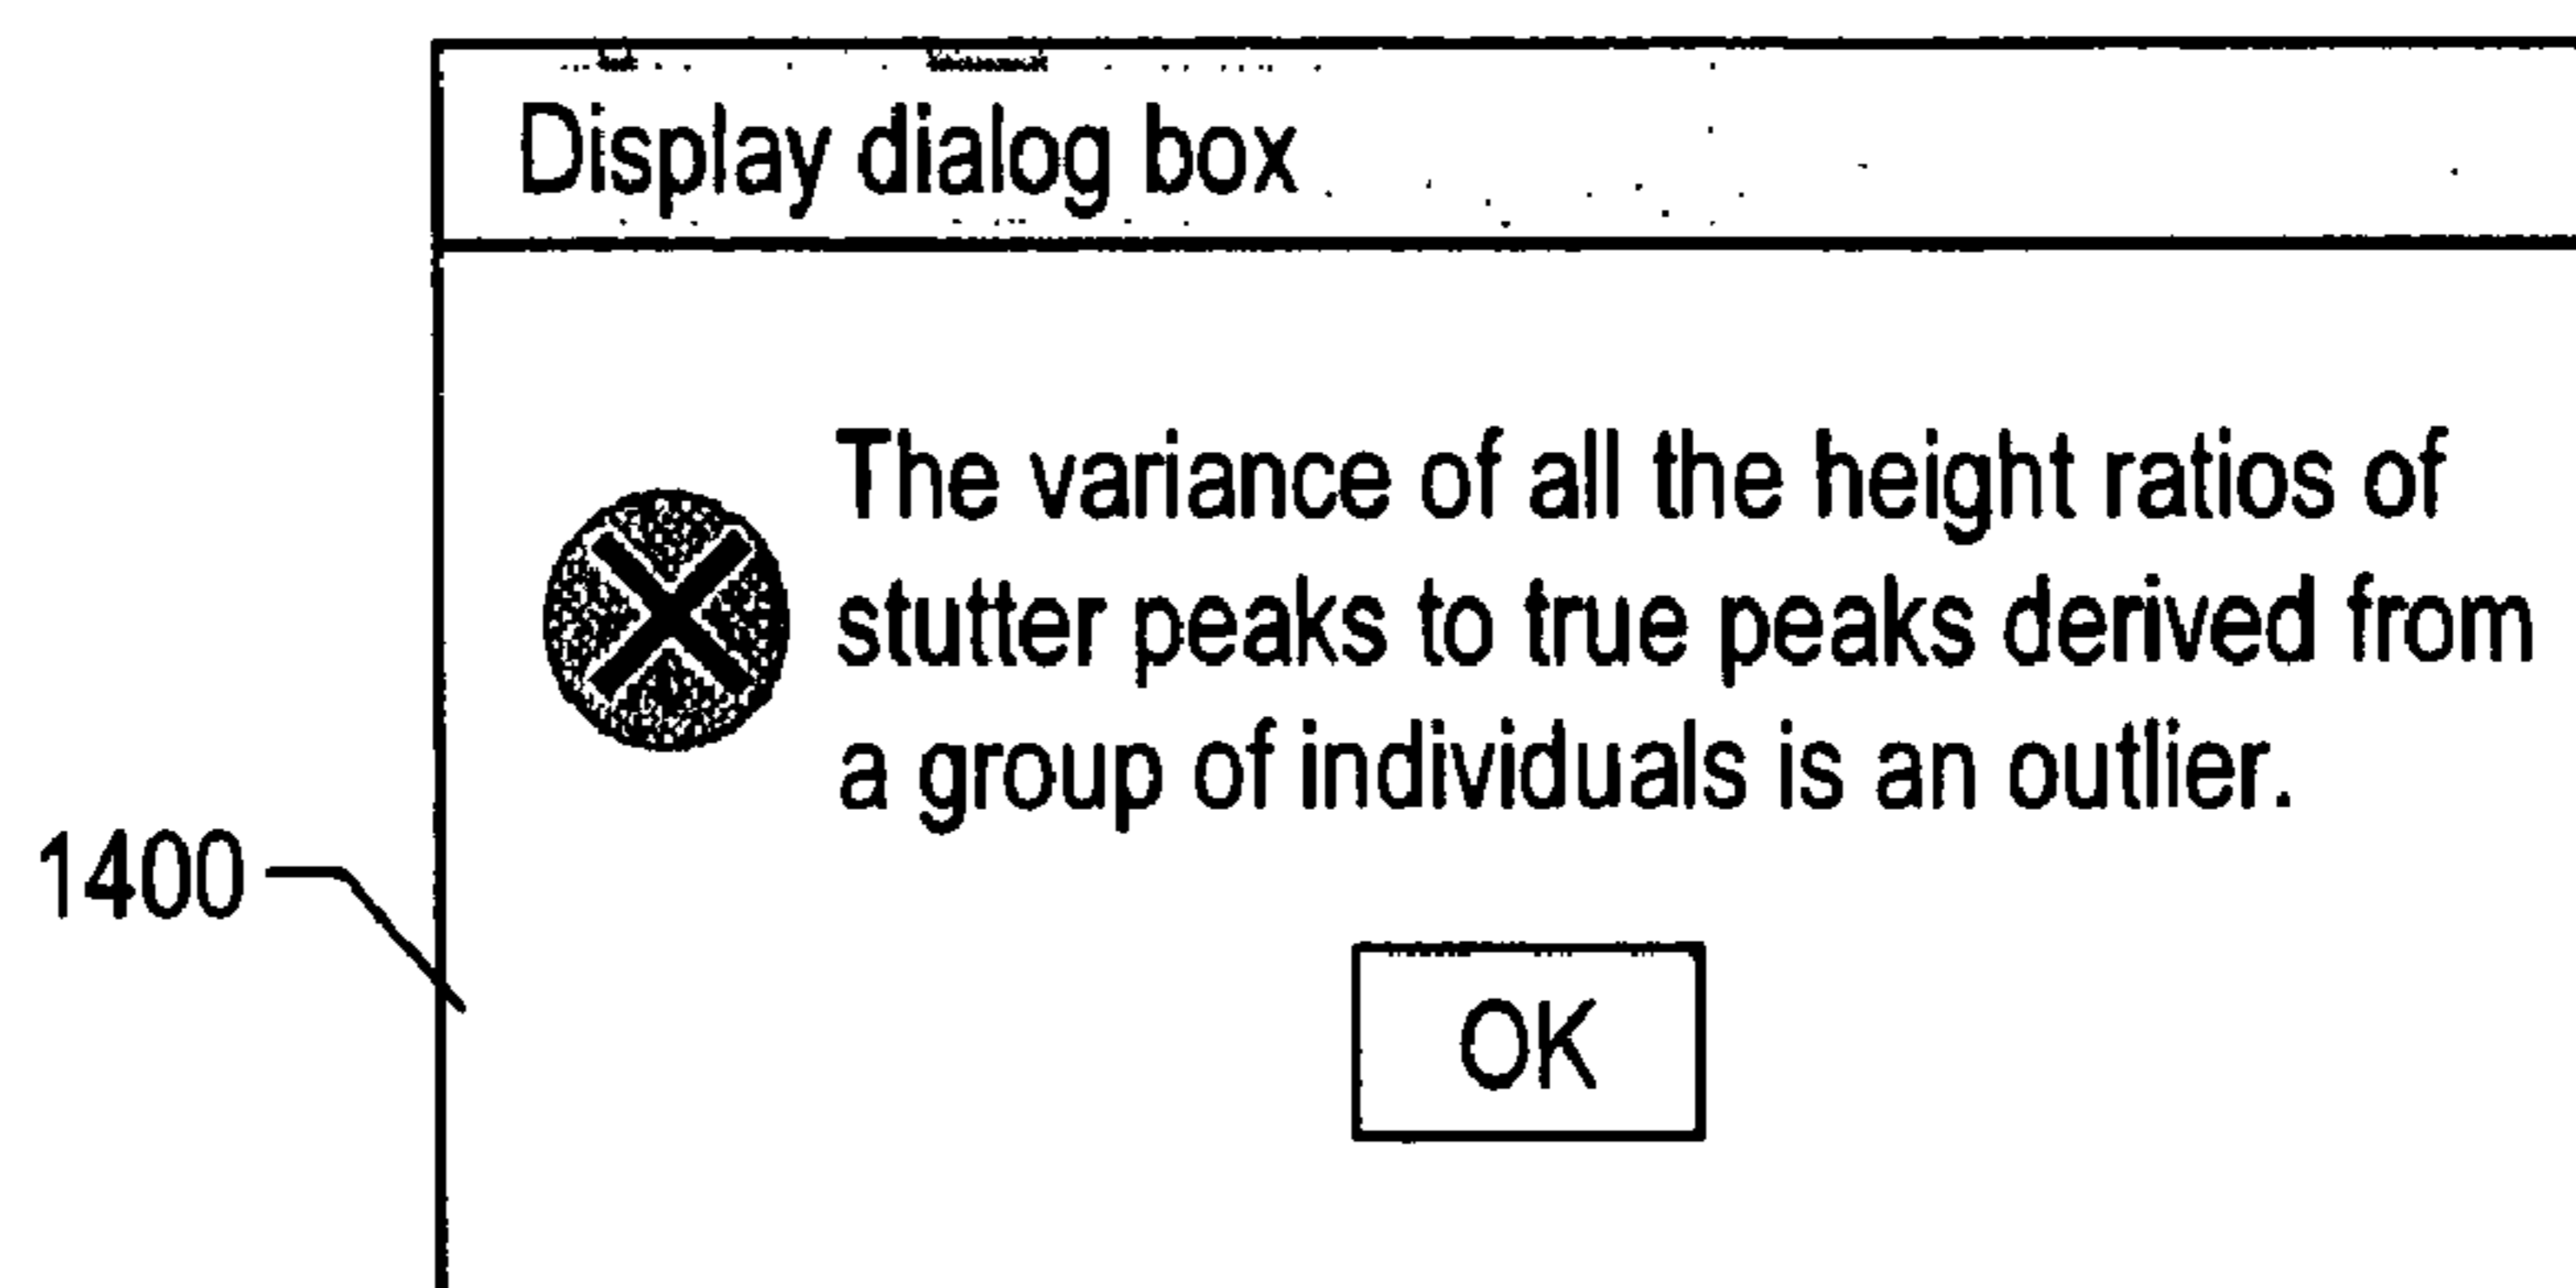 Display dialog box
The variance of all the height ratios of
stutter peaks to true peaks derived from
a group of individuals is an outlier.
1400
OK